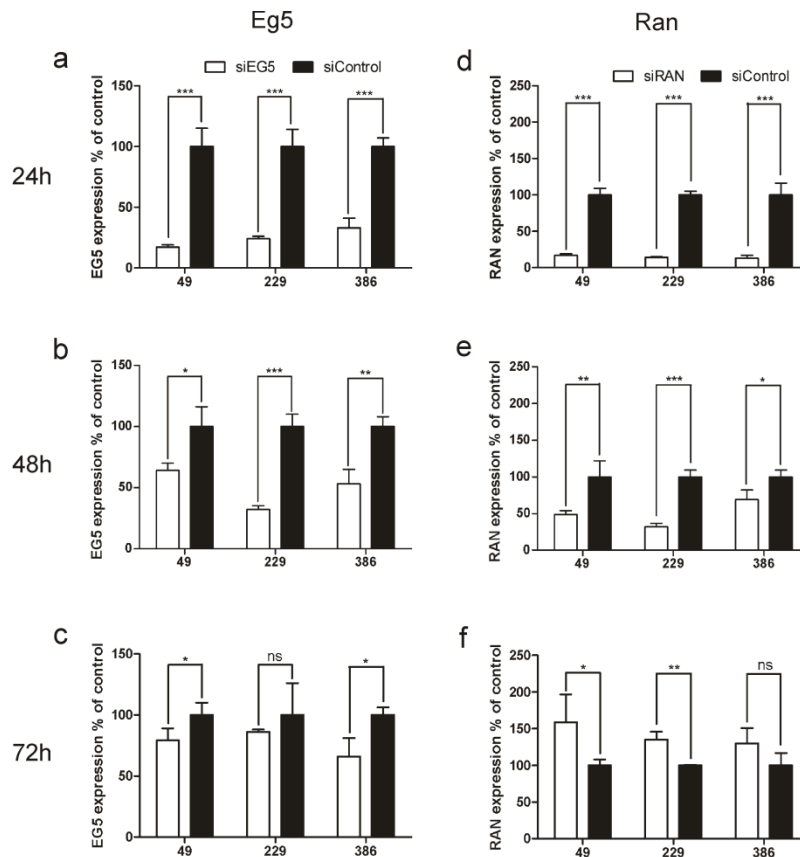 Eg5
Ran
a
siEG5 siControl
EG5 expression % of control
150
100
50
0
*** *** ***
49 229 386
d
siRAN siControl
RAN expression % of control
250
200
150
100
50
0
*** *** ***
49 229 386
24h
b
EG5 expression % of control
150
100
50
0
* *** **
49 229 386
e
RAN expression % of control
250
200
150
100
50
0
** *** *
49 229 386
48h
c
EG5 expression % of control
150
100
50
0
* ns *
49 229 386
f
RAN expression % of control
250
200
150
100
50
0
* ** ns
49 229 386
72h